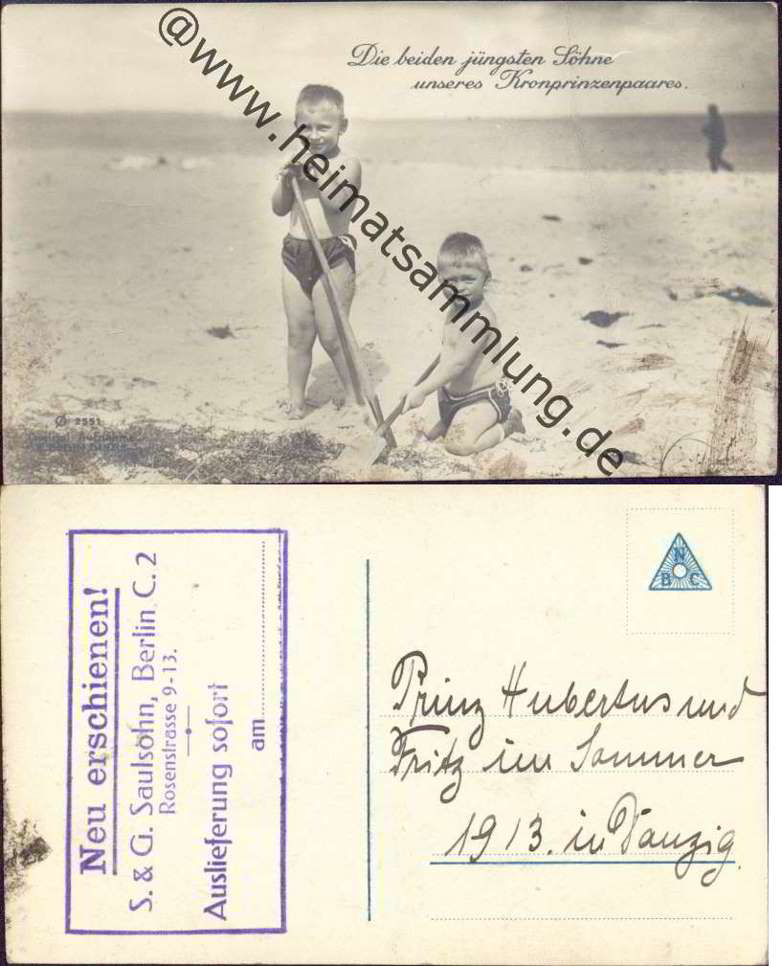 Die beiden jüngsten Söhne
unseres Kronprinzenpaares.
@www.heimatsammlung.de
2551
Neu erschienen!
S. & G. Saulsohn, Berlin C. 2
Rosenstrasse 9-13.
Auslieferung sofort
am
N
B C
Prinz Hubertus und
Fritz im Sommer
1913. in Danzig.